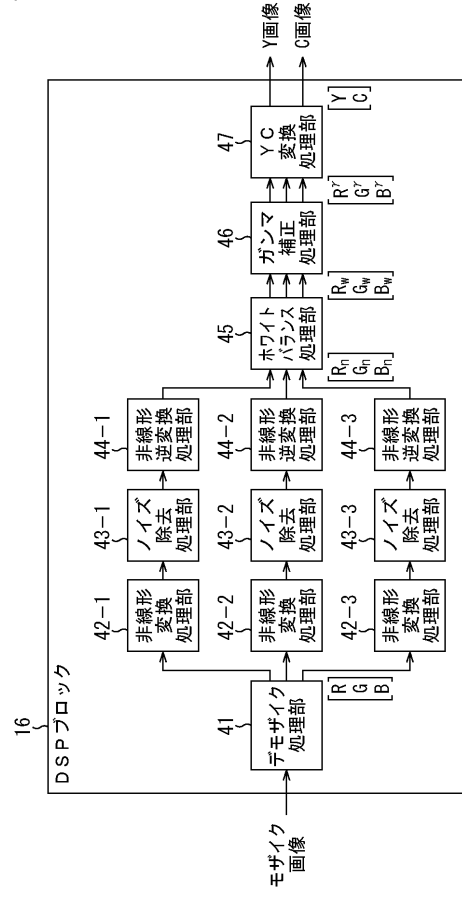 16
DSPブロック
モザイク
画像
41
デモザイク
処理部
R
G
B
42-1
非線形
変換
処理部
43-1
ノイズ
除去
処理部
44-1
非線形
逆変換
処理部
42-2
非線形
変換
処理部
43-2
ノイズ
除去
処理部
44-2
非線形
逆変換
処理部
42-3
非線形
変換
処理部
43-3
ノイズ
除去
処理部
44-3
非線形
逆変換
処理部
Rn
Gn
Bn
45
ホワイト
バランス
処理部
Rw
Gw
Bw
46
ガンマ
補正
処理部
Rγ
Gγ
Bγ
47
YC
変換
処理部
Y
C
Y画像
C画像